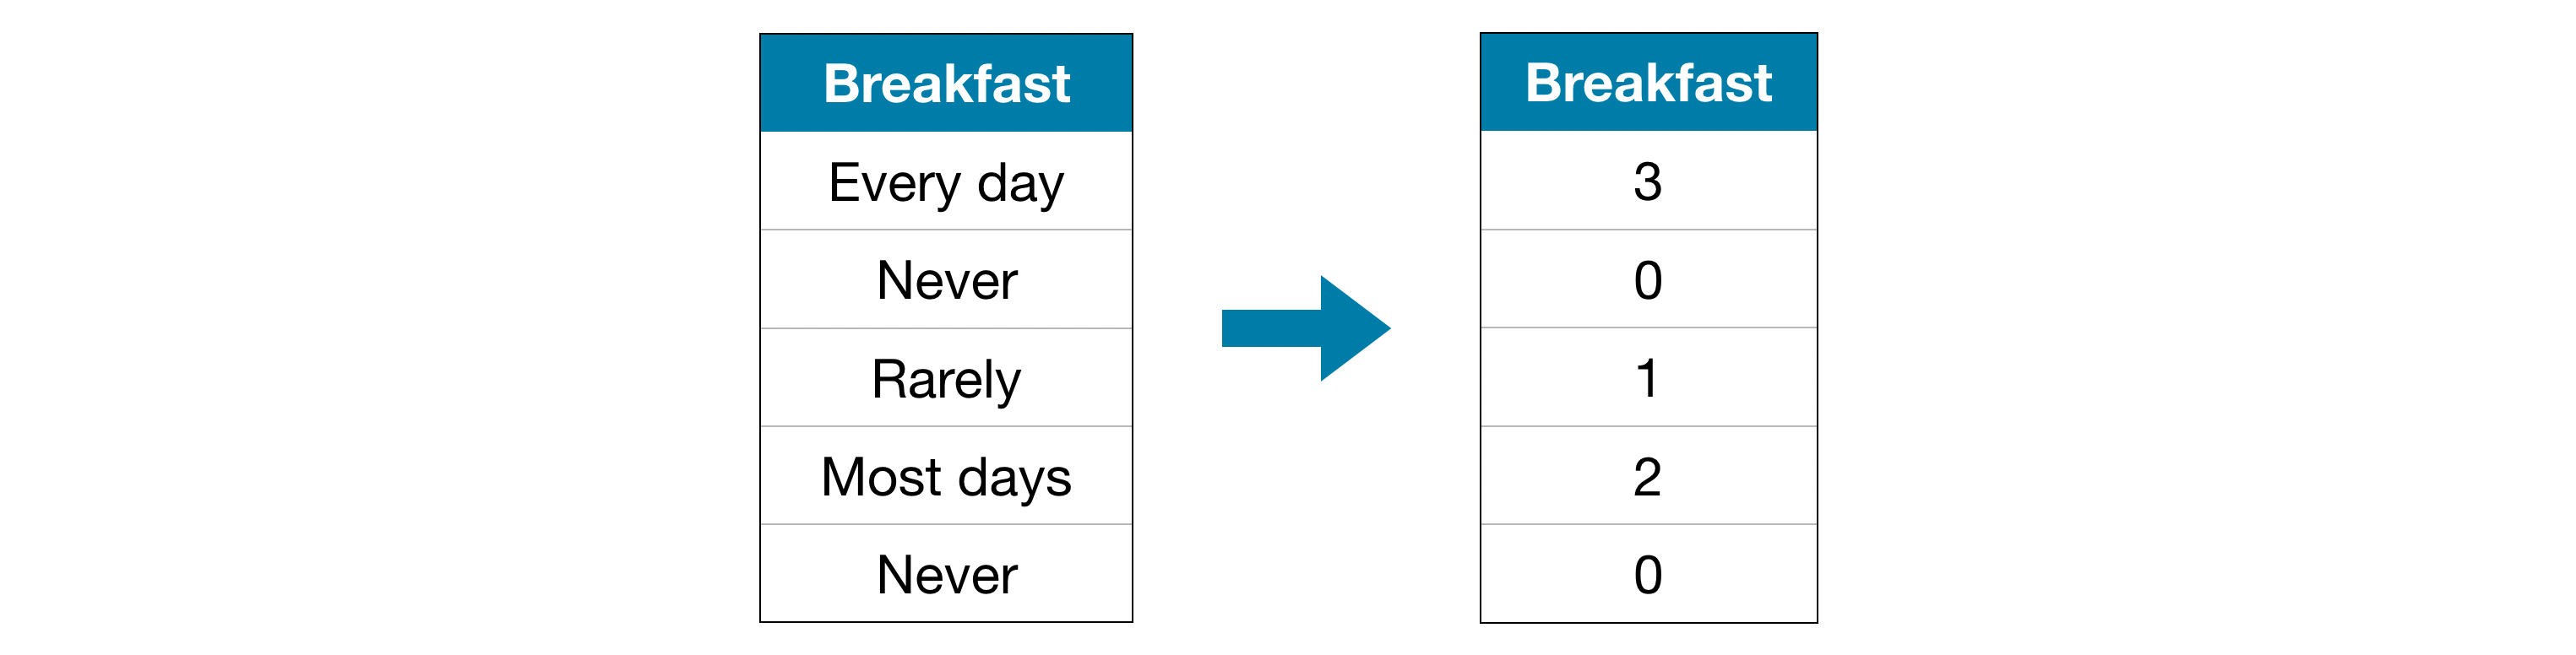 Breakfast
Every day
Never
Rarely
Most days
Never
Breakfast
3
0
1
2
0